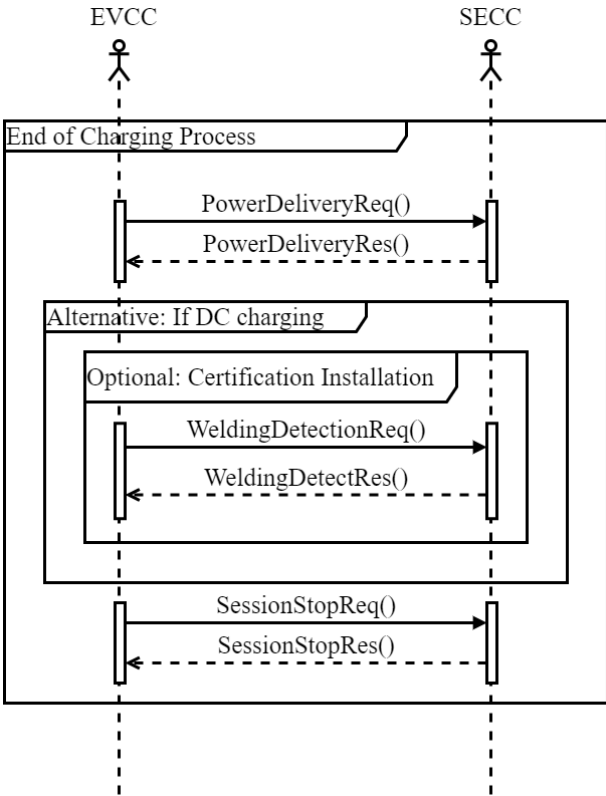 EVCC SECC
End of Charging Process
PowerDeliveryReq()
PowerDeliveryRes()
Alternative: If DC charging
Optional: Certification Installation
WeldingDetectionReq()
WeldingDetectRes()
SessionStopReq()
SessionStopRes()